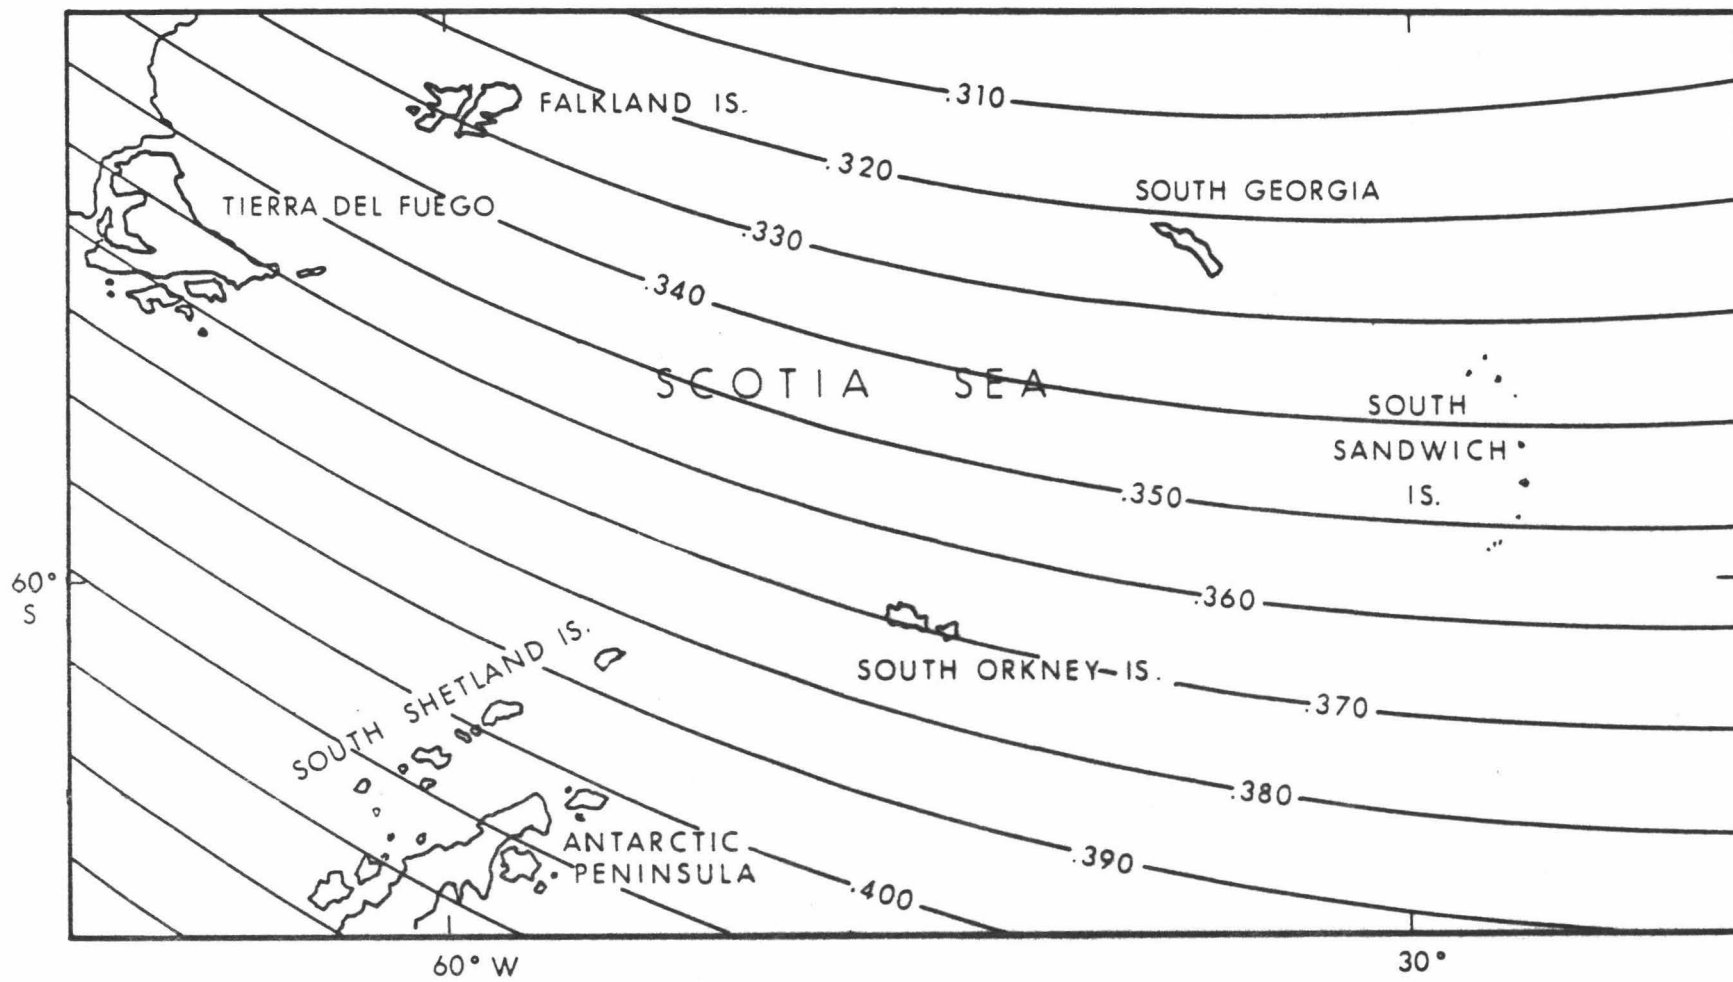 .310
FALKLAND IS.
.320
SOUTH GEORGIA
TIERRA DEL FUEGO
.330
.340
SCOTIA SEA
SOUTH
SANDWICH
IS.
.350
60°
S
.360
SOUTH SHETLAND IS.
SOUTH ORKNEY IS.
.370
.380
ANTARCTIC
PENINSULA
.390
.400
60° W
30°